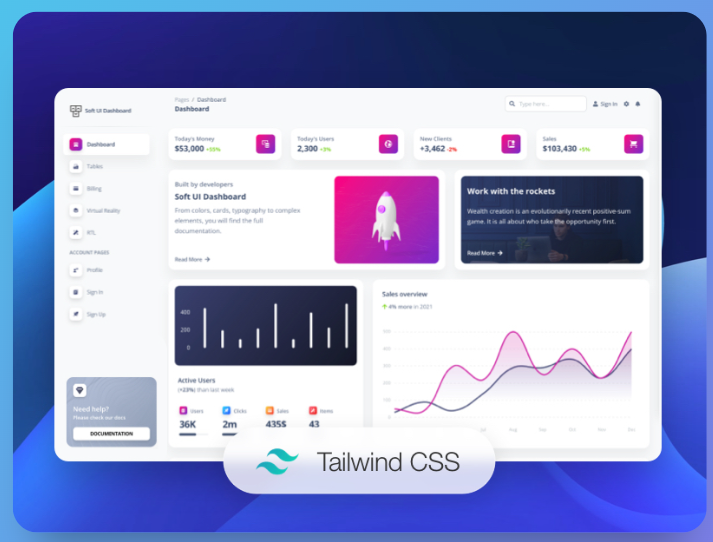 Soft UI Dashboard
Pages / Dashboard
Dashboard
Type here...
Sign in
Dashboard
Tables
Billing
Virtual Reality
RTL
ACCOUNT PAGES
Profile
Sign In
Sign Up
Need help?
Please check our docs
DOCUMENTATION
Today's Money
$53,000 +55%
Today's Users
2,300 +3%
New Clients
+3,462 -2%
Sales
$103,430 +5%
Built by developers
Soft UI Dashboard
From colors, cards, typography to complex
elements, you will find the full
documentation.
Read More →
Work with the rockets
Wealth creation is an evolutionarily recent positive-sum
game. It is all about who take the opportunity first.
Read More →
400
200
0
Active Users
(+23%) than last week
Users
36K
Clicks
2m
Sales
435$
Items
43
Sales overview
4% more in 2021
500
400
300
200
100
0
Jul
Aug
Sep
Oct
Nov
Dec
Tailwind CSS